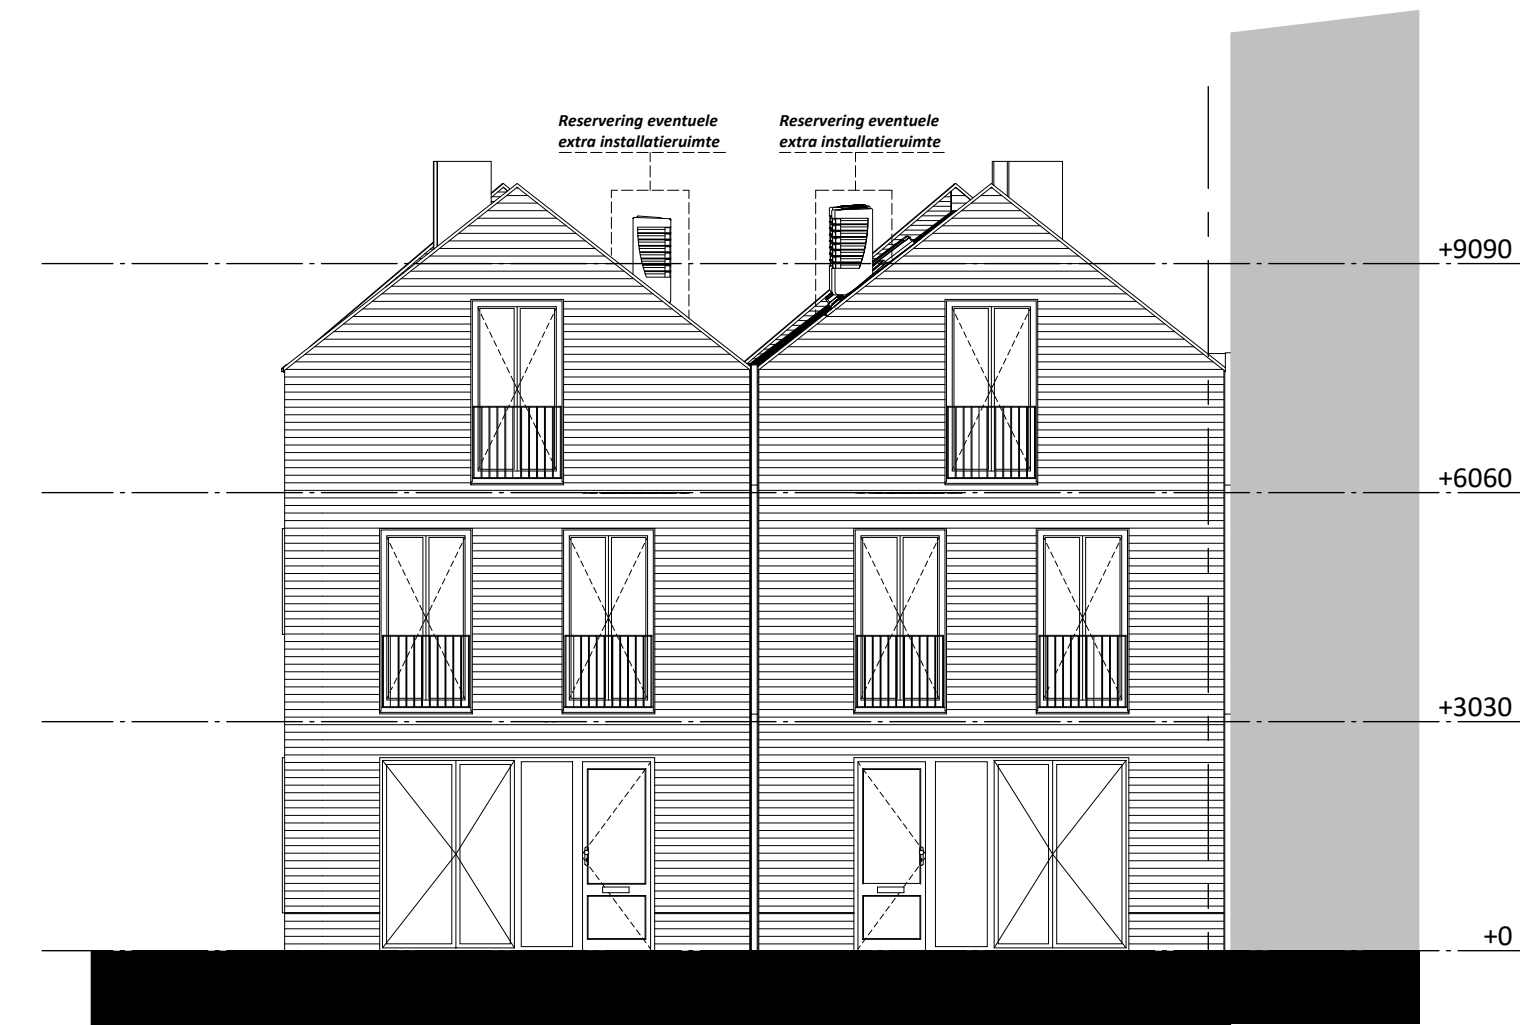 Reservering eventuele
extra installatieruimte
Reservering eventuele
extra installatieruimte
+9090
+6060
+3030
+0